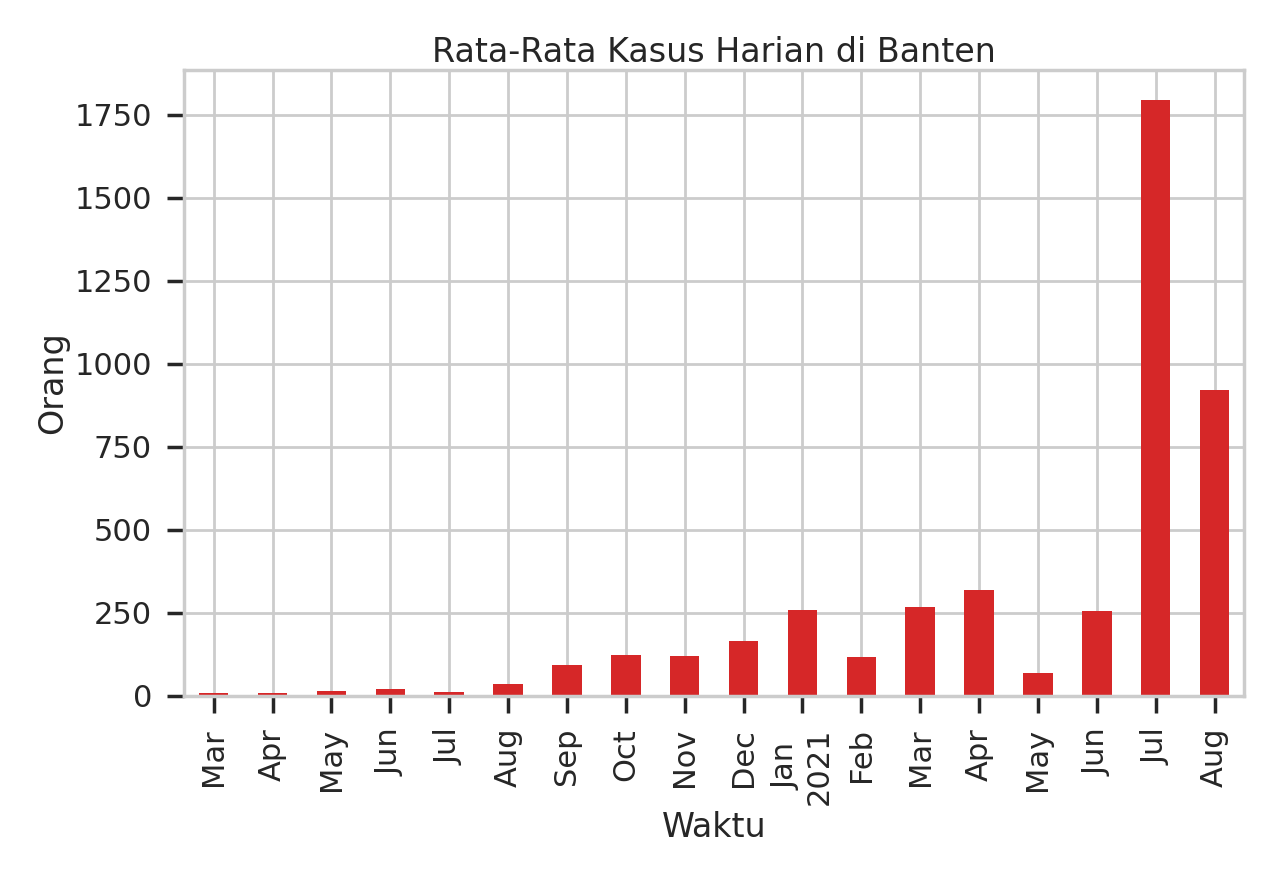 Rata-Rata Kasus Harian di Banten
Orang
1750
1500
1250
1000
750
500
250
0
Mar
Apr
May
Jun
Jul
Aug
Sep
Oct
Nov
Dec
Jan
2021
Feb
Mar
Apr
May
Jun
Jul
Aug
Waktu